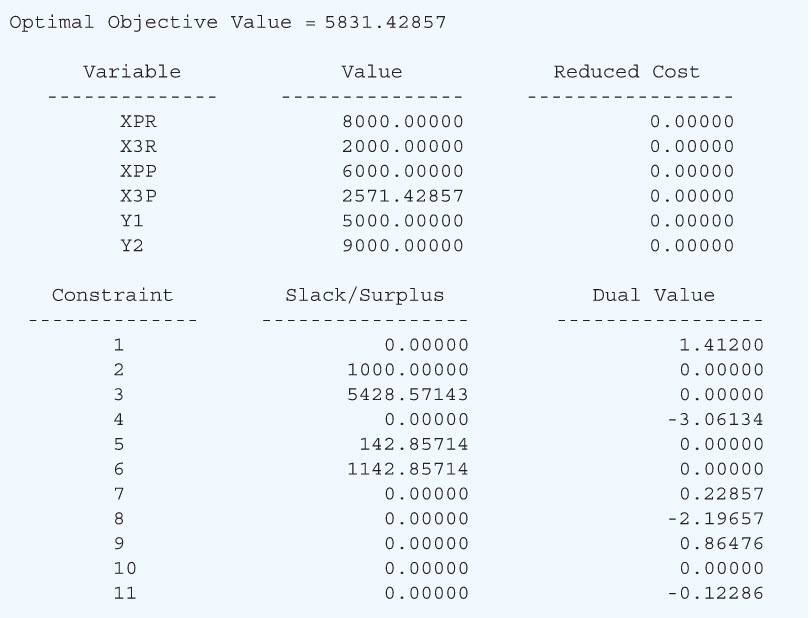 Optimal Objective Value = 5831.42857
Variable Value Reduced Cost
-------------- --------------- -----------------
XPR 8000.00000 0.00000
X3R 2000.00000 0.00000
XPP 6000.00000 0.00000
X3P 2571.42857 0.00000
Y1 5000.00000 0.00000
Y2 9000.00000 0.00000
Constraint Slack/Surplus Dual Value
-------------- ----------------- -----------------
1 0.00000 1.41200
2 1000.00000 0.00000
3 5428.57143 0.00000
4 0.00000 -3.06134
5 142.85714 0.00000
6 1142.85714 0.00000
7 0.00000 0.22857
8 0.00000 -2.19657
9 0.00000 0.86476
10 0.00000 0.00000
11 0.00000 -0.12286